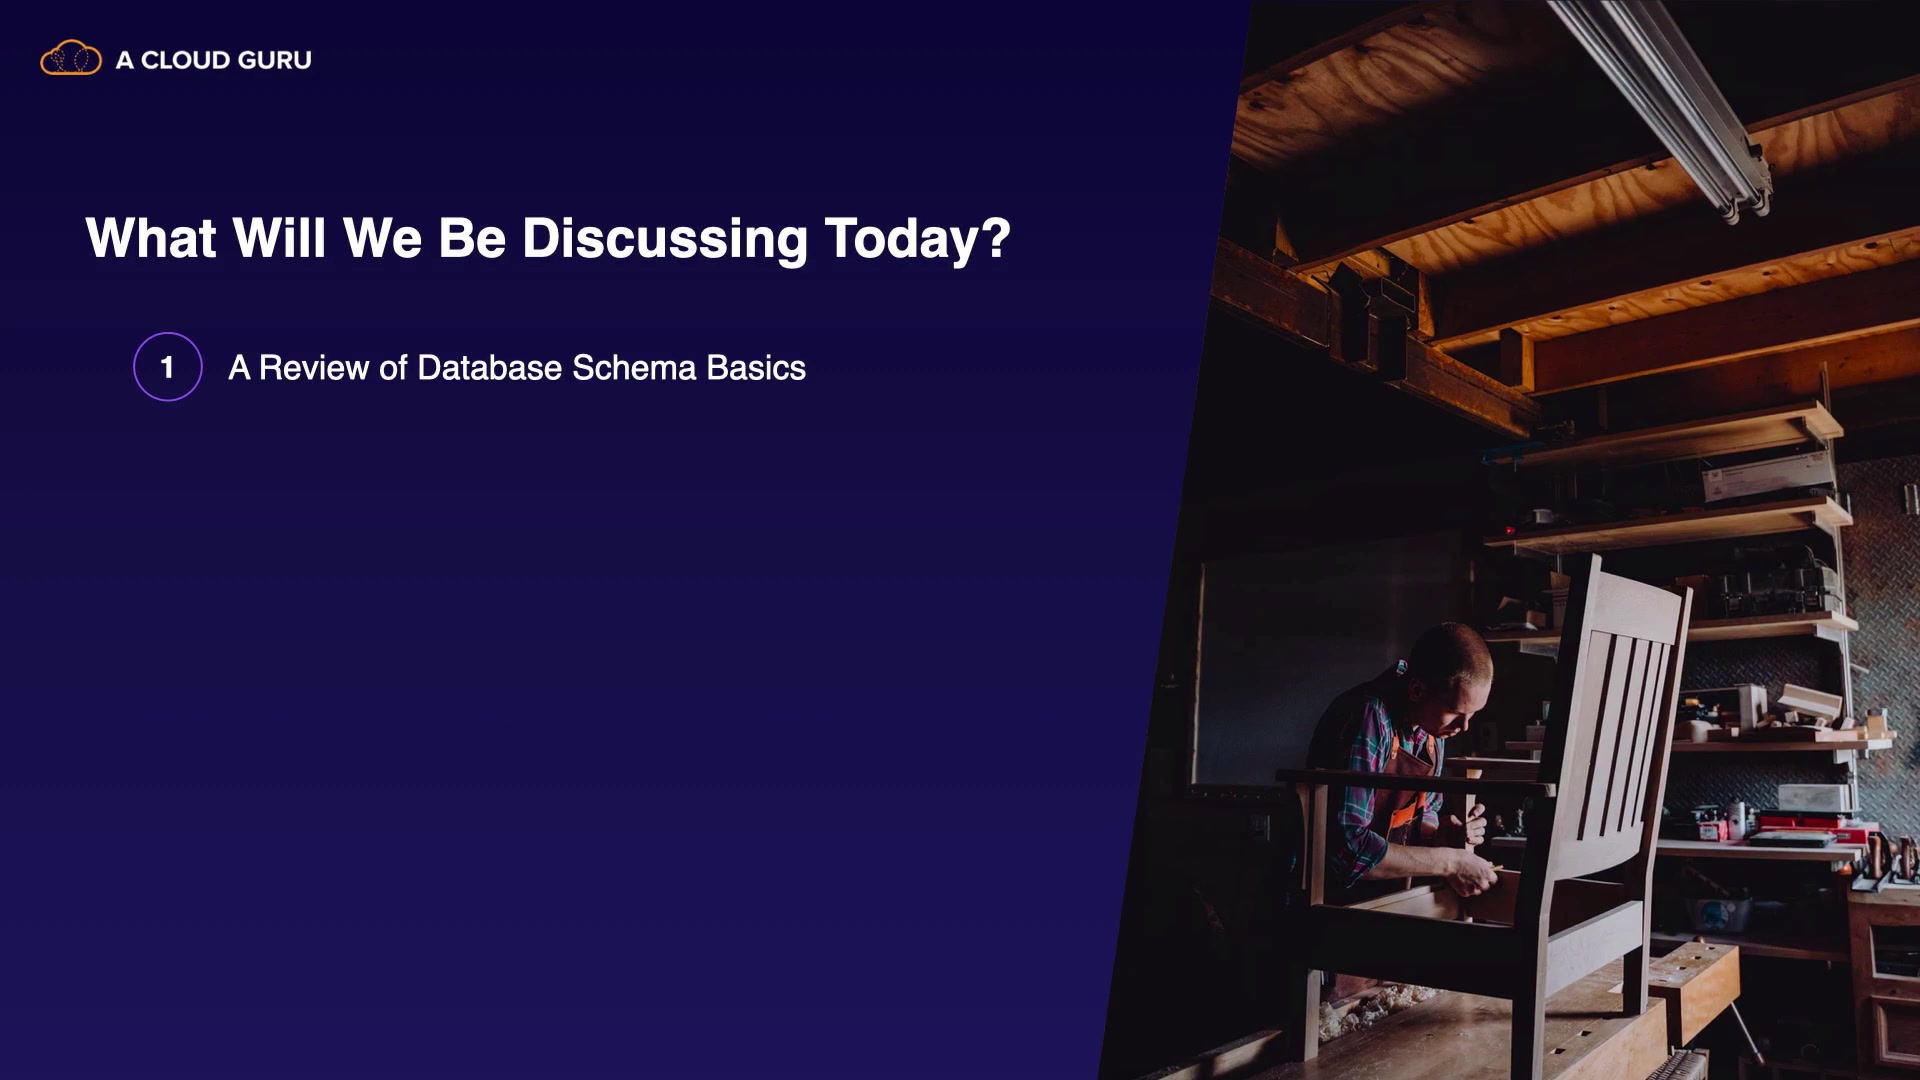 A CLOUD GURU
What Will We Be Discussing Today?
1 A Review of Database Schema Basics